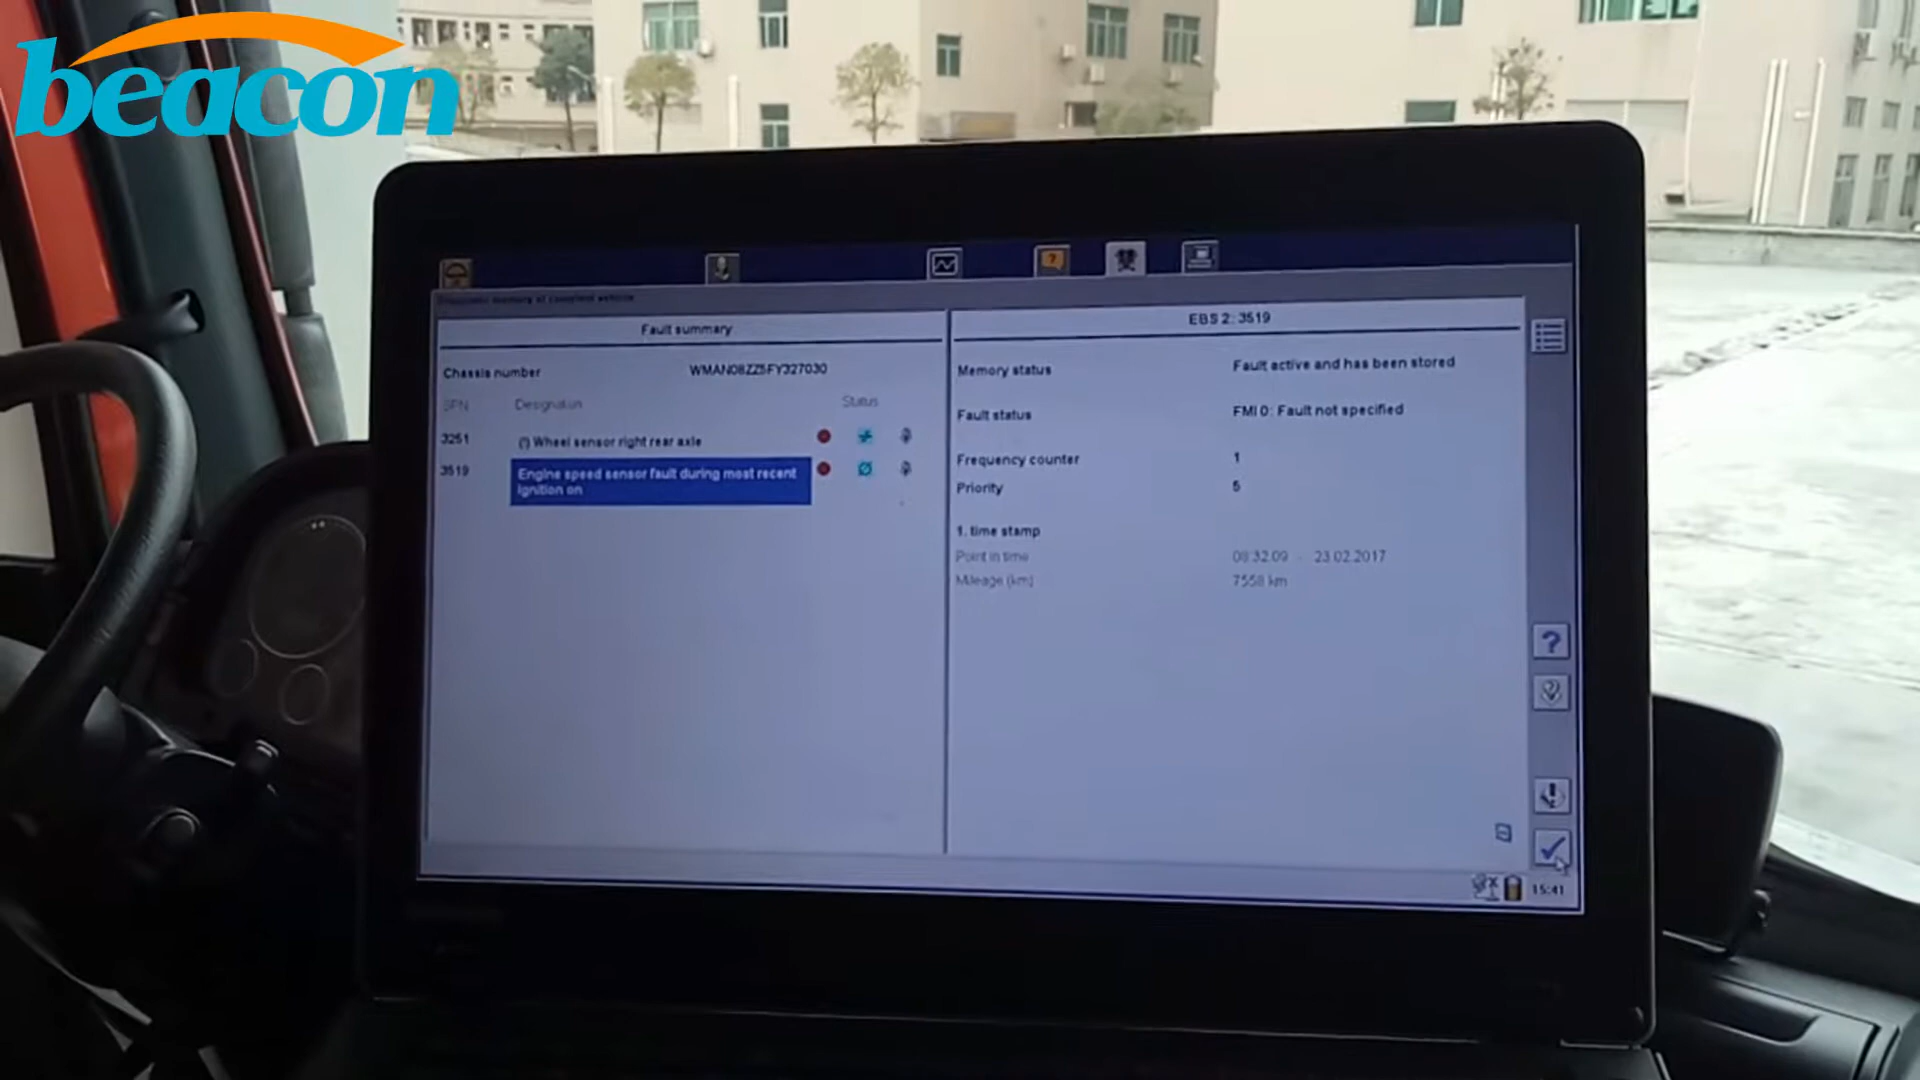 beacon
Fault summary
Chassis number WMAN08ZZ5FY327030
SPN Designation Status
3251 (!) Wheel sensor right rear axle
3519 Engine speed sensor fault during most recent
ignition on
EBS 2: 3519
Memory status Fault active and has been stored
Fault status FMI 0: Fault not specified
Frequency counter 1
Priority 5
1. time stamp
Point in time 08:32:09 - 23.02.2017
Mileage (km) 7558 km
15:41